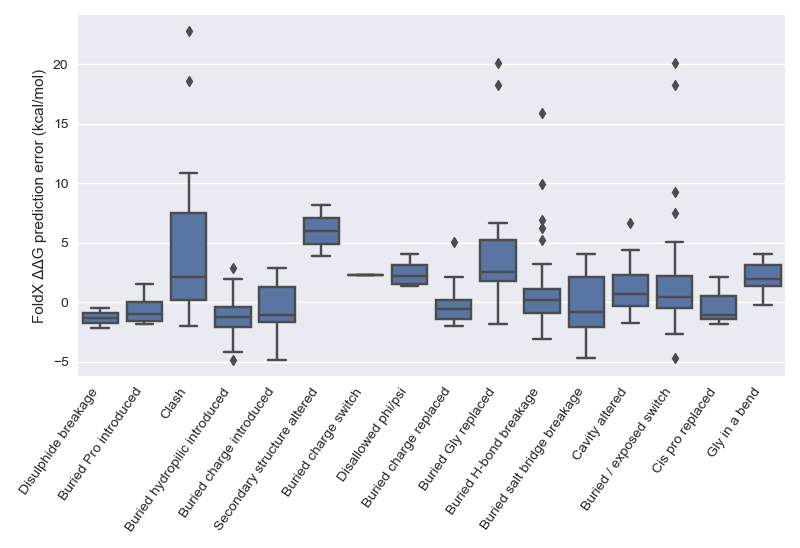 FoldX ΔΔG prediction error (kcal/mol)
20
15
10
5
0
−5
Disulphide breakage
Buried Pro introduced
Clash
Buried hydropilic introduced
Buried charge introduced
Secondary structure altered
Buried charge switch
Disallowed phi/psi
Buried charge replaced
Buried Gly replaced
Buried H-bond breakage
Buried salt bridge breakage
Cavity altered
Buried / exposed switch
Cis pro replaced
Gly in a bend